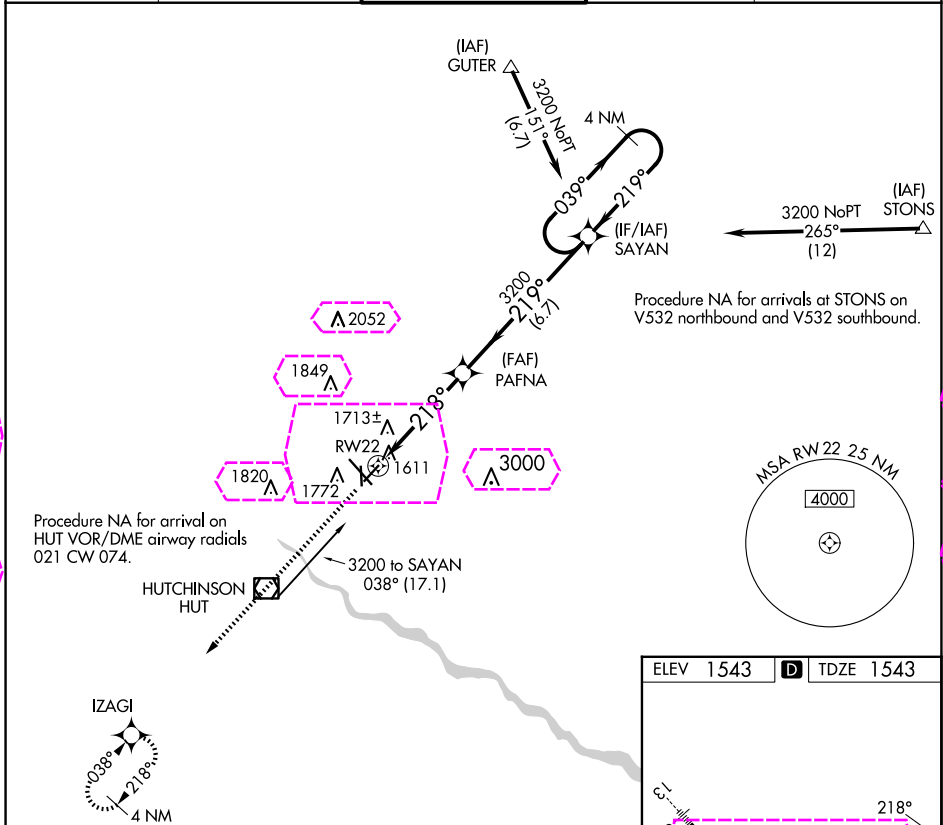 (IAF)
GUTER
3200 NoPT
151°
(6.7)
4 NM
039°
219°
(IF/IAF)
SAYAN
(IAF)
STONS
3200 NoPT
265°
(12)
Procedure NA for arrivals at STONS on
V532 northbound and V532 southbound.
3200
219°
(6.7)
2052
(FAF)
PAFNA
1849
218°
1713±
RW22
1611
1820
1772
3000
MSA RW22 25 NM
4000
Procedure NA for arrival on
HUT VOR/DME airway radials
021 CW 074.
3200 to SAYAN
038° (17.1)
HUTCHINSON
HUT
ELEV 1543
D
TDZE 1543
IZAGI
038°
218°
4 NM
13
218°